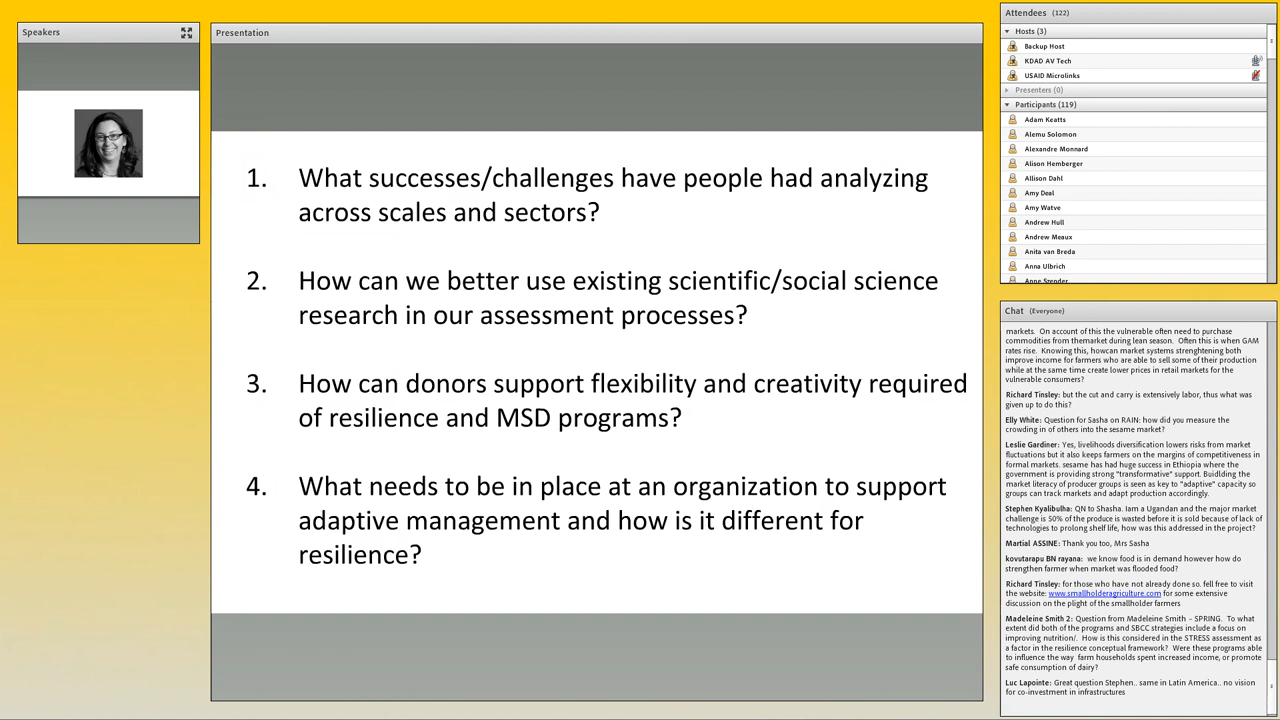 Speakers
Presentation
1. What successes/challenges have people had analyzing
across scales and sectors?
2. How can we better use existing scientific/social science
research in our assessment processes?
3. How can donors support flexibility and creativity required
of resilience and MSD programs?
4. What needs to be in place at an organization to support
adaptive management and how is it different for
resilience?
Attendees (122)
Hosts (3)
Backup Host
KDAD AV Tech
USAID Microlinks
Presenters (0)
Participants (119)
Adam Keatts
Alemu Solomon
Alexandre Monnard
Alison Hemberger
Allison Dahl
Amy Deal
Amy Watve
Andrew Hull
Andrew Meaux
Anita van Breda
Anna Ulbrich
Anne Szender
Chat (Everyone)
markets. On account of this the vulnerable often need to purchase
commodities from themarket during lean season. Often this is when GAM
rates rise. Knowing this, howcan market systems strenghtening both
improve income for farmers who are able to sell some of their production
while at the same time create lower prices in retail markets for the
vulnerable consumers?
Richard Tinsley: but the cut and carry is extensively labor, thus what was
given up to do this?
Elly White: Question for Sasha on RAIN: how did you measure the
crowding in of others into the sesame market?
Leslie Gardiner: Yes, livelihoods diversification lowers risks from market
fluctuations but it also keeps farmers on the margins of competitiveness in
formal markets. sesame has had huge success in Ethiopia where the
government is providing strong "transformative" support. Buidlding the
market literacy of producer groups is seen as key to "adaptive" capacity so
groups can track markets and adapt production accordingly.
Stephen Kyalibulha: QN to Shasha. Iam a Ugandan and the major market
challenge is 50% of the produce is wasted before it is sold because of lack of
technologies to prolong shelf life, how was this addressed in the project?
Martial ASSINE: Thank you too, Mrs Sasha
kovutarapu BN rayana: we know food is in demand however how do
strengthen farmer when market was flooded food?
Richard Tinsley: for those who have not already done so. fell free to visit
the website: www.smallholderagriculture.com for some extensive
discussion on the plight of the smallholder farmers
Madeleine Smith 2: Question from Madeleine Smith – SPRING. To what
extent did both of the programs and SBCC strategies include a focus on
improving nutrition/. How is this considered in the STRESS assessment as
a factor in the resilience conceptual framework? Were these programs able
to influence the way farm households spent increased income, or promote
safe consumption of dairy?
Luc Lapointe: Great question Stephen.. same in Latin America.. no vision
for co-investment in infrastructures